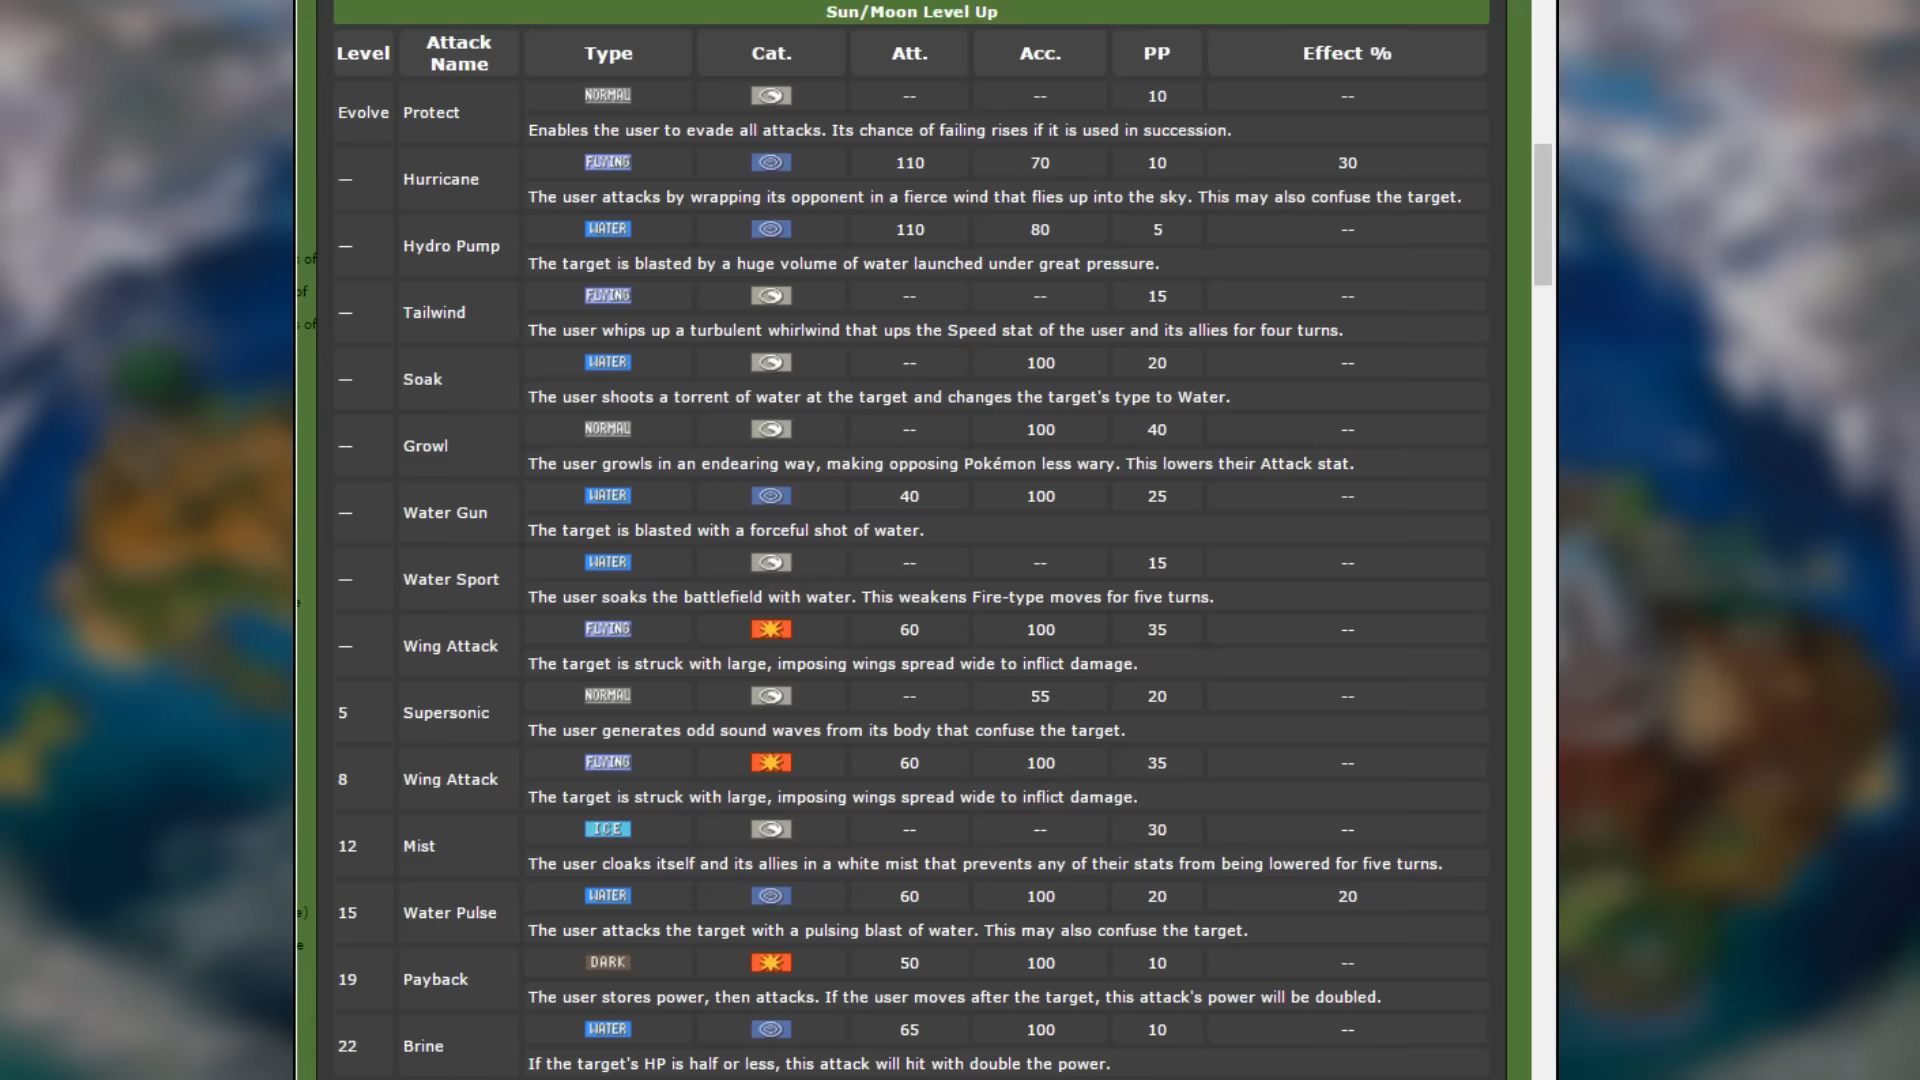 Sun/Moon Level Up
Level Attack Name Type Cat. Att. Acc. PP Effect %
Evolve Protect NORMAL -- -- 10 --
Enables the user to evade all attacks. Its chance of failing rises if it is used in succession.
— Hurricane FLYING 110 70 10 30
The user attacks by wrapping its opponent in a fierce wind that flies up into the sky. This may also confuse the target.
— Hydro Pump WATER 110 80 5 --
The target is blasted by a huge volume of water launched under great pressure.
— Tailwind FLYING -- -- 15 --
The user whips up a turbulent whirlwind that ups the Speed stat of the user and its allies for four turns.
— Soak WATER -- 100 20 --
The user shoots a torrent of water at the target and changes the target's type to Water.
— Growl NORMAL -- 100 40 --
The user growls in an endearing way, making opposing Pokémon less wary. This lowers their Attack stat.
— Water Gun WATER 40 100 25 --
The target is blasted with a forceful shot of water.
— Water Sport WATER -- -- 15 --
The user soaks the battlefield with water. This weakens Fire-type moves for five turns.
— Wing Attack FLYING 60 100 35 --
The target is struck with large, imposing wings spread wide to inflict damage.
5 Supersonic NORMAL -- 55 20 --
The user generates odd sound waves from its body that confuse the target.
8 Wing Attack FLYING 60 100 35 --
The target is struck with large, imposing wings spread wide to inflict damage.
12 Mist ICE -- -- 30 --
The user cloaks itself and its allies in a white mist that prevents any of their stats from being lowered for five turns.
15 Water Pulse WATER 60 100 20 20
The user attacks the target with a pulsing blast of water. This may also confuse the target.
19 Payback DARK 50 100 10 --
The user stores power, then attacks. If the user moves after the target, this attack's power will be doubled.
22 Brine WATER 65 100 10 --
If the target's HP is half or less, this attack will hit with double the power.